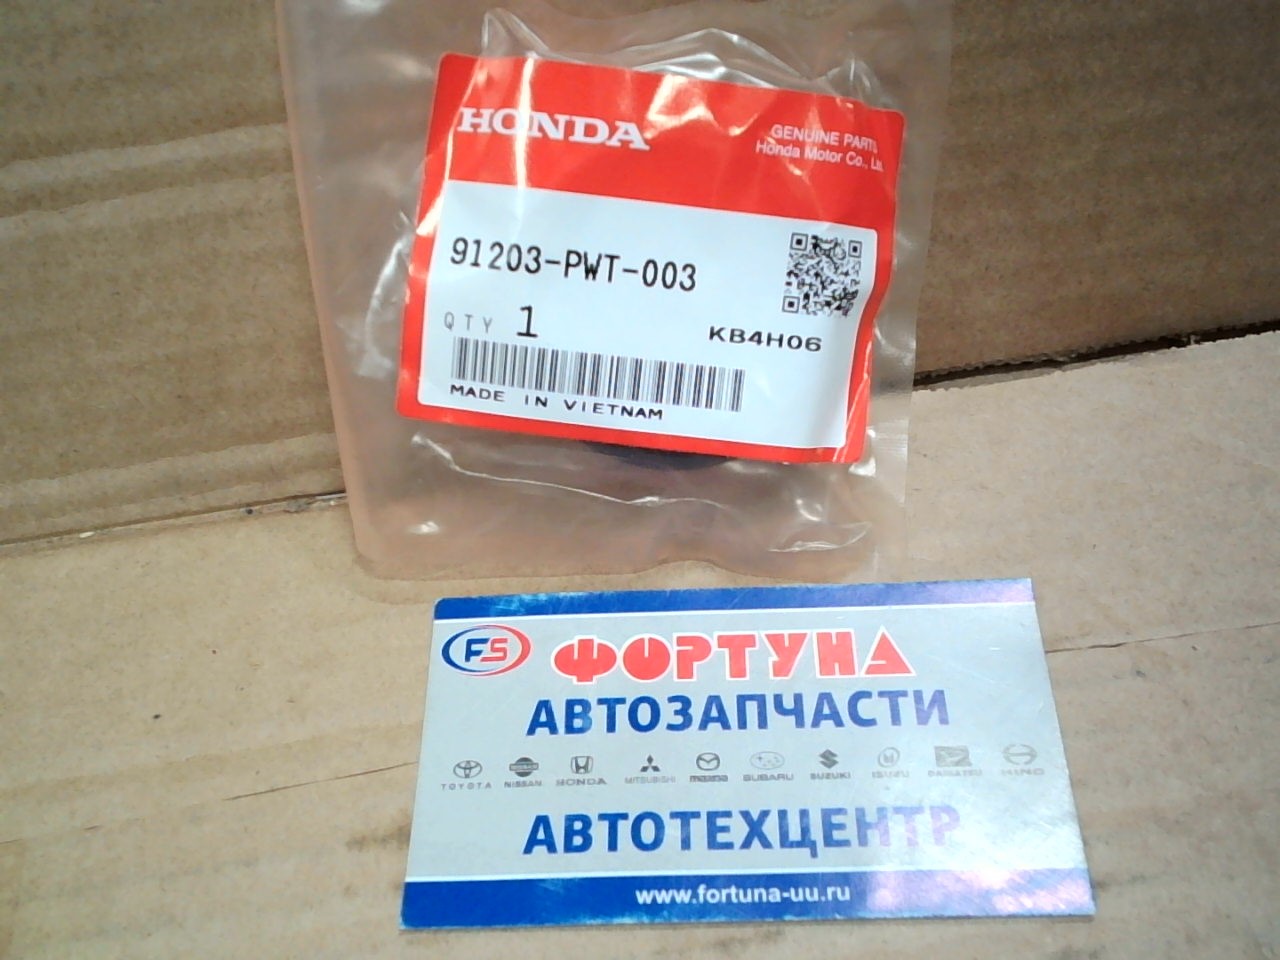 HONDA
GENUINE PARTS
Honda Motor Co., Ltd.
91203-PWT-003
QTY 1
KB4H06
MADE IN VIETNAM
FS ФОРТУНА
АВТОЗАПЧАСТИ
TOYOTA NISSAN HONDA MITSUBISHI mazda SUBARU SUZUKI ISUZU DAIHATSU HINO
АВТОТЕХЦЕНТР
www.fortuna-uu.ru